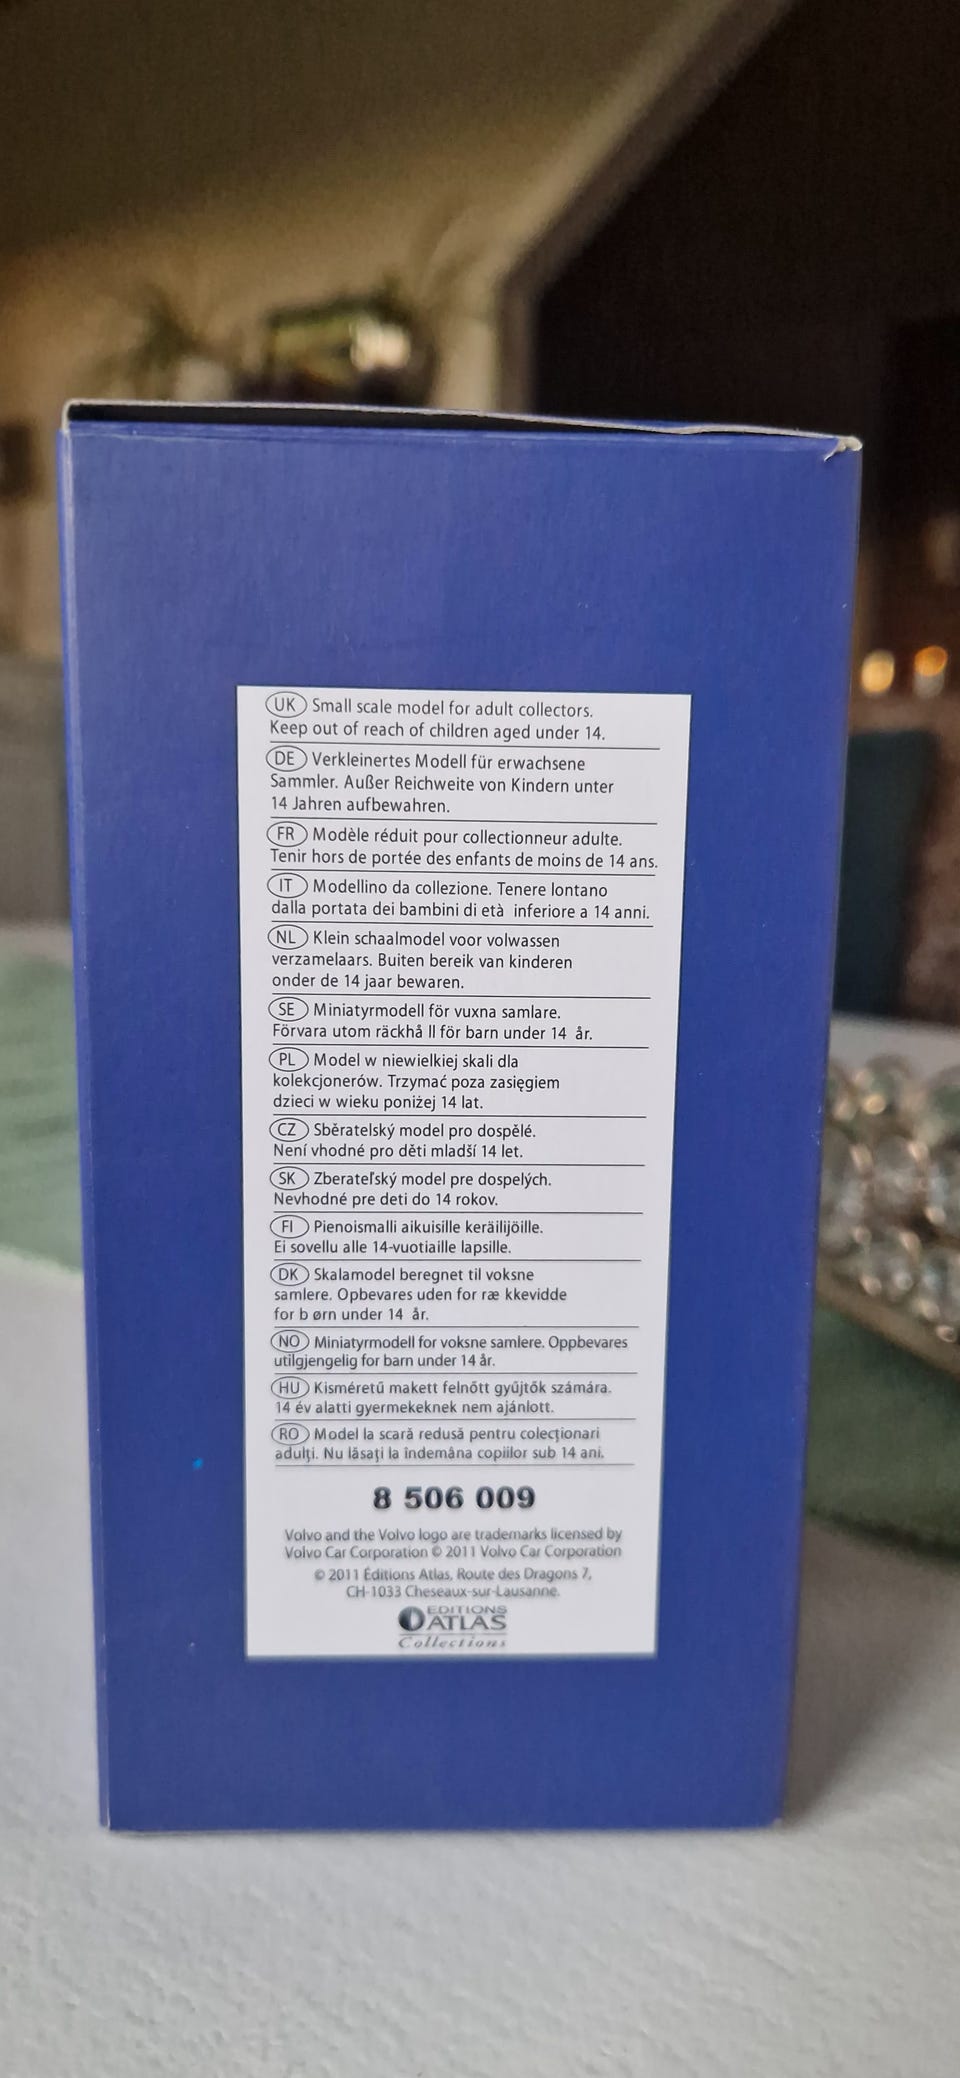 UK Small scale model for adult collectors.
Keep out of reach of children aged under 14.
DE Verkleinertes Modell für erwachsene
Sammler. Außer Reichweite von Kindern unter
14 Jahren aufbewahren.
FR Modèle réduit pour collectionneur adulte.
Tenir hors de portée des enfants de moins de 14 ans.
IT Modellino da collezione. Tenere lontano
dalla portata dei bambini di età inferiore a 14 anni.
NL Klein schaalmodel voor volwassen
verzamelaars. Buiten bereik van kinderen
onder de 14 jaar bewaren.
SE Miniatyrmodell för vuxna samlare.
Förvara utom räckhå ll för barn under 14 år.
PL Model w niewielkiej skali dla
kolekcjonerów. Trzymać poza zasięgiem
dzieci w wieku poniżej 14 lat.
CZ Sběratelský model pro dospělé.
Není vhodné pro děti mladší 14 let.
SK Zberateľský model pre dospelých.
Nevhodné pre deti do 14 rokov.
FI Pienoismalli aikuisille keräilijöille.
Ei sovellu alle 14-vuotiaille lapsille.
DK Skalamodel beregnet til voksne
samlere. Opbevares uden for ræ kkevidde
for b ørn under 14 år.
NO Miniatyrmodell for voksne samlere. Oppbevares
utilgjengelig for barn under 14 år.
HU Kisméretű makett felnőtt gyűjtők számára.
14 év alatti gyermekeknek nem ajánlott.
RO Model la scară redusă pentru colecționari
adulți. Nu lăsați la îndemâna copiilor sub 14 ani.
8 506 009
Volvo and the Volvo logo are trademarks licensed by
Volvo Car Corporation © 2011 Volvo Car Corporation
© 2011 Éditions Atlas, Route des Dragons 7,
CH-1033 Cheseaux-sur-Lausanne.
EDITIONS
ATLAS
Collections